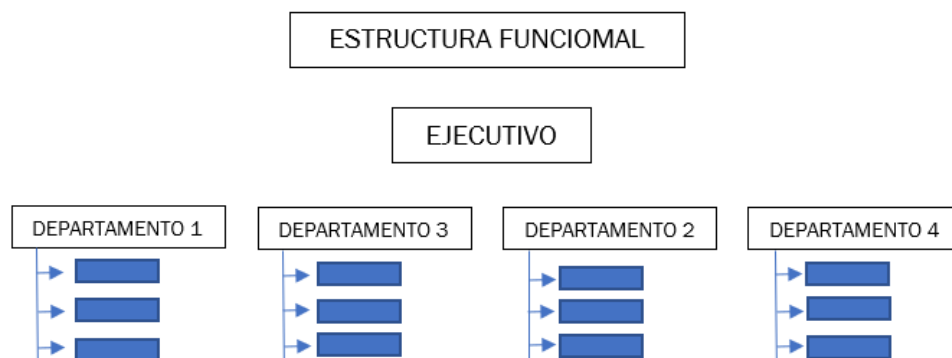 ESTRUCTURA FUNCIOMAL
EJECUTIVO
DEPARTAMENTO 1
DEPARTAMENTO 3
DEPARTAMENTO 2
DEPARTAMENTO 4